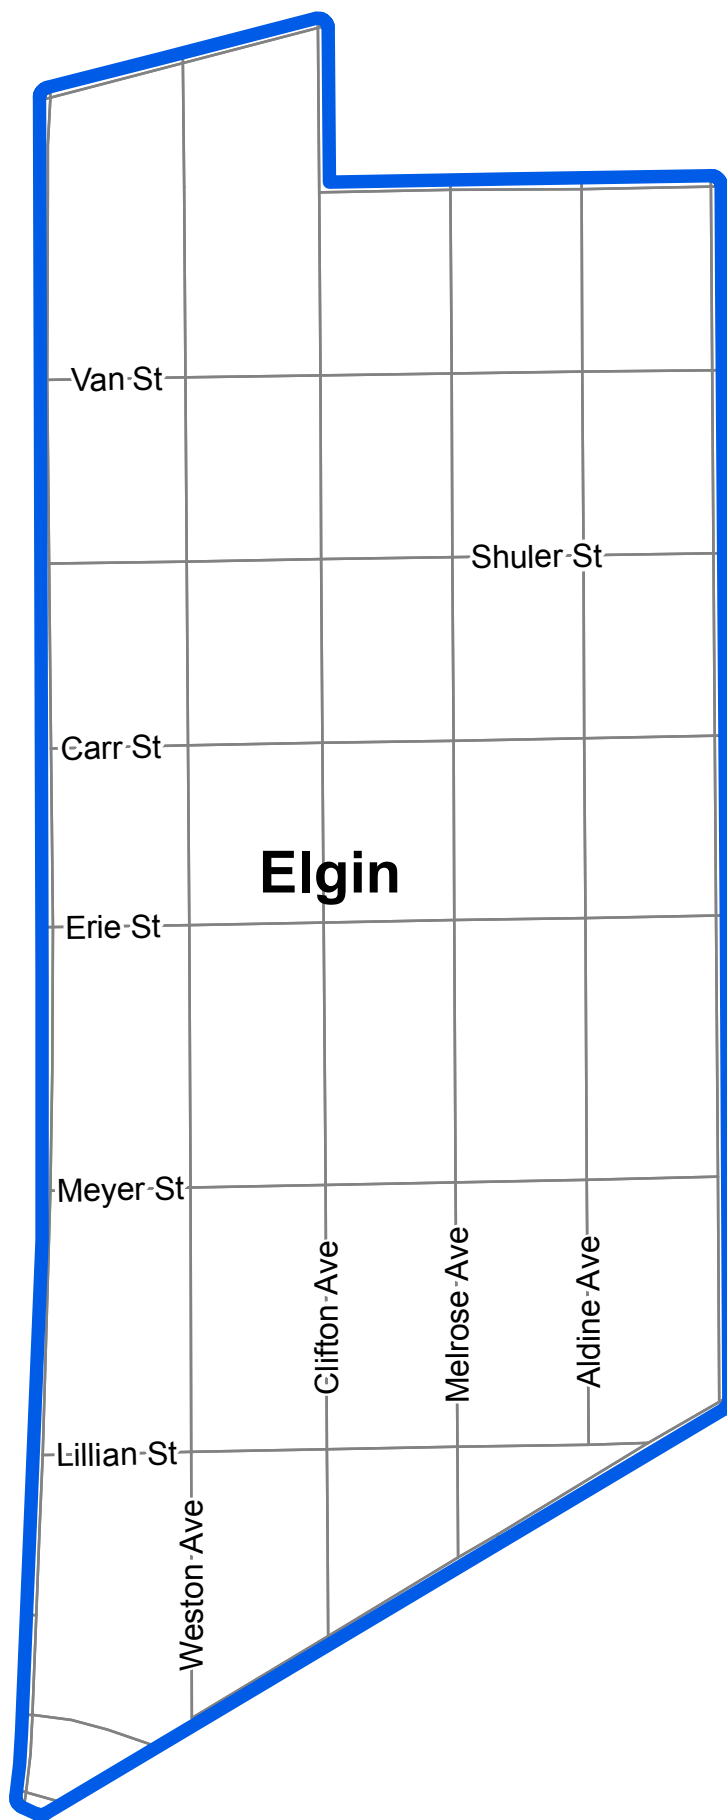 Van St
Shuler St
Carr St
Elgin
Erie St
Meyer St
Clifton Ave
Melrose Ave
Aldine Ave
Lillian St
Weston Ave